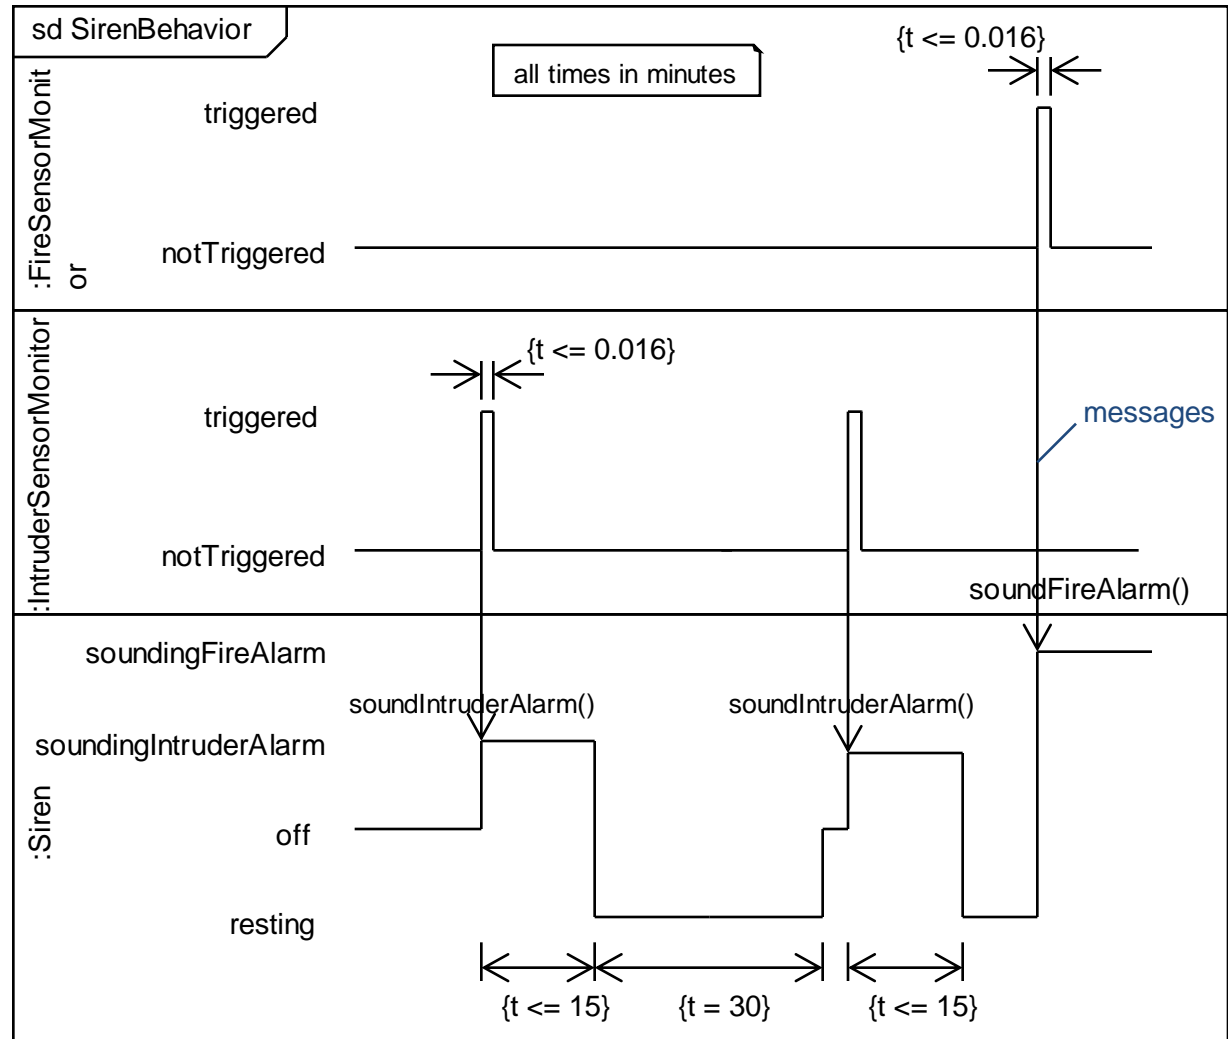 sd SirenBehavior
all times in minutes
{t <= 0.016}
:FireSensorMonit
or
triggered
notTriggered
:IntruderSensorMonitor
{t <= 0.016}
triggered
messages
notTriggered
soundFireAlarm()
:Siren
soundingFireAlarm
soundIntruderAlarm()
soundIntruderAlarm()
soundingIntruderAlarm
off
resting
{t <= 15}
{t = 30}
{t <= 15}